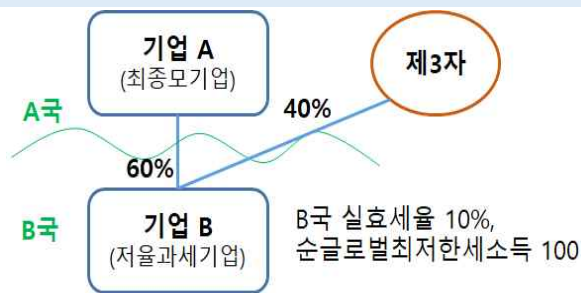 기업 A
(최종모기업)
제3자
A국
40%
60%
B국
기업 B
(저율과세기업)
B국 실효세율 10%,
순글로벌최저한세소득 100